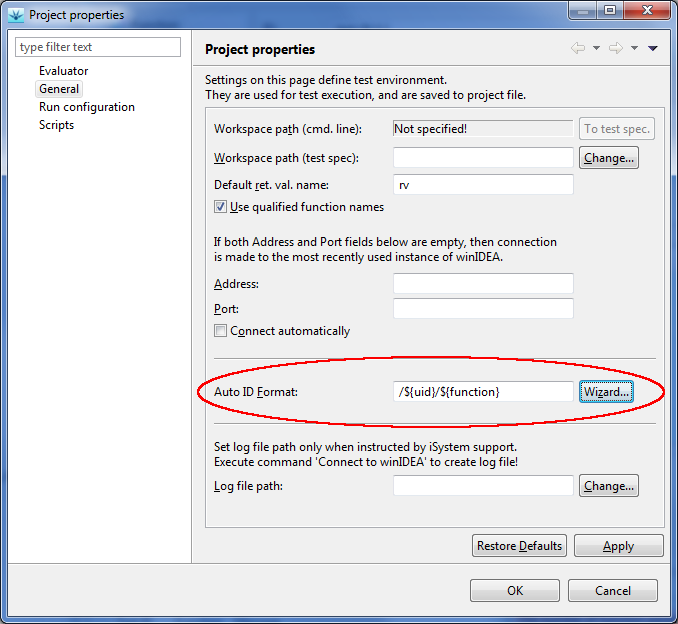 Project properties
type filter text
Evaluator
General
Run configuration
Scripts
Project properties
Settings on this page define test environment.
They are used for test execution, and are saved to project file.
Workspace path (cmd. line): Not specified! To test spec.
Workspace path (test spec): Change...
Default ret. val. name: rv
Use qualified function names
If both Address and Port fields below are empty, then connection
is made to the most recently used instance of winIDEA.
Address:
Port:
Connect automatically
Auto ID Format: /${uid}/${function} Wizard...
Set log file path only when instructed by iSystem support.
Execute command 'Connect to winIDEA' to create log file!
Log file path: Change...
Restore Defaults Apply
OK Cancel